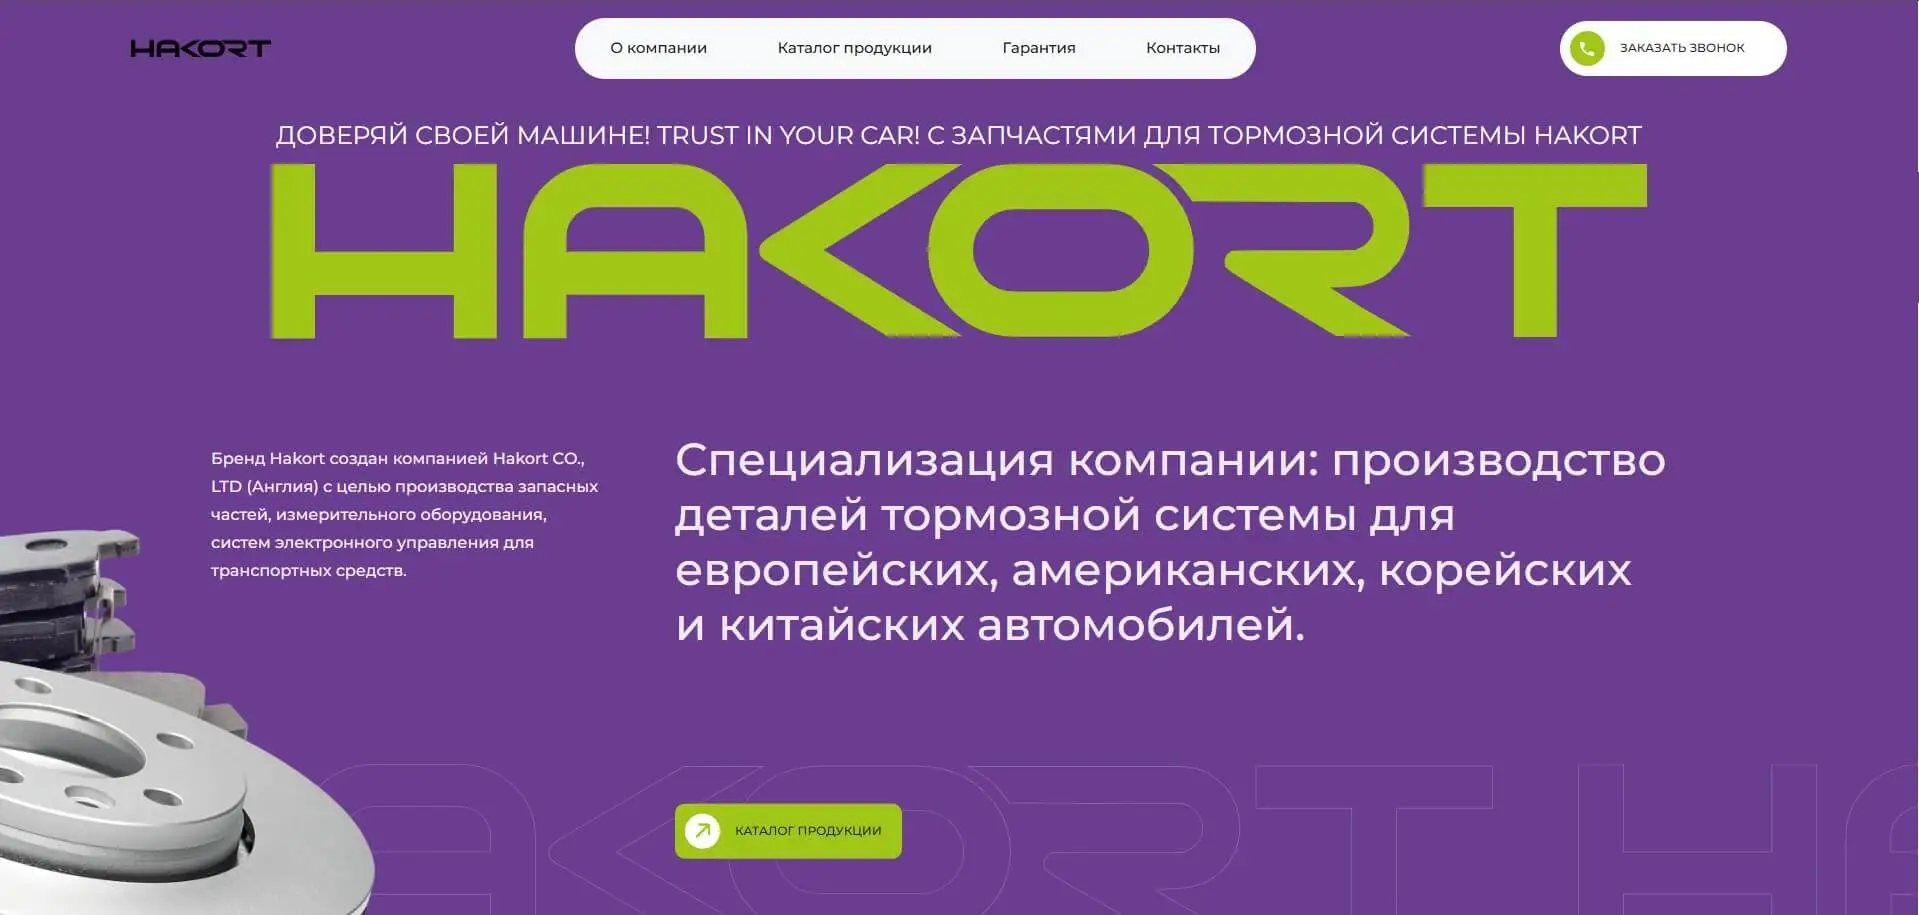 HAKORT
О компании
Каталог продукции
Гарантия
Контакты
ЗАКАЗАТЬ ЗВОНОК
ДОВЕРЯЙ СВОЕЙ МАШИНЕ! TRUST IN YOUR CAR! С ЗАПЧАСТЯМИ ДЛЯ ТОРМОЗНОЙ СИСТЕМЫ HAKORT
HAKORT
Бренд Hakort создан компанией Hakort CO.,
LTD (Англия) с целью производства запасных
частей, измерительного оборудования,
систем электронного управления для
транспортных средств.
Специализация компании: производство
деталей тормозной системы для
европейских, американских, корейских
и китайских автомобилей.
КАТАЛОГ ПРОДУКЦИИ
AKORT HA